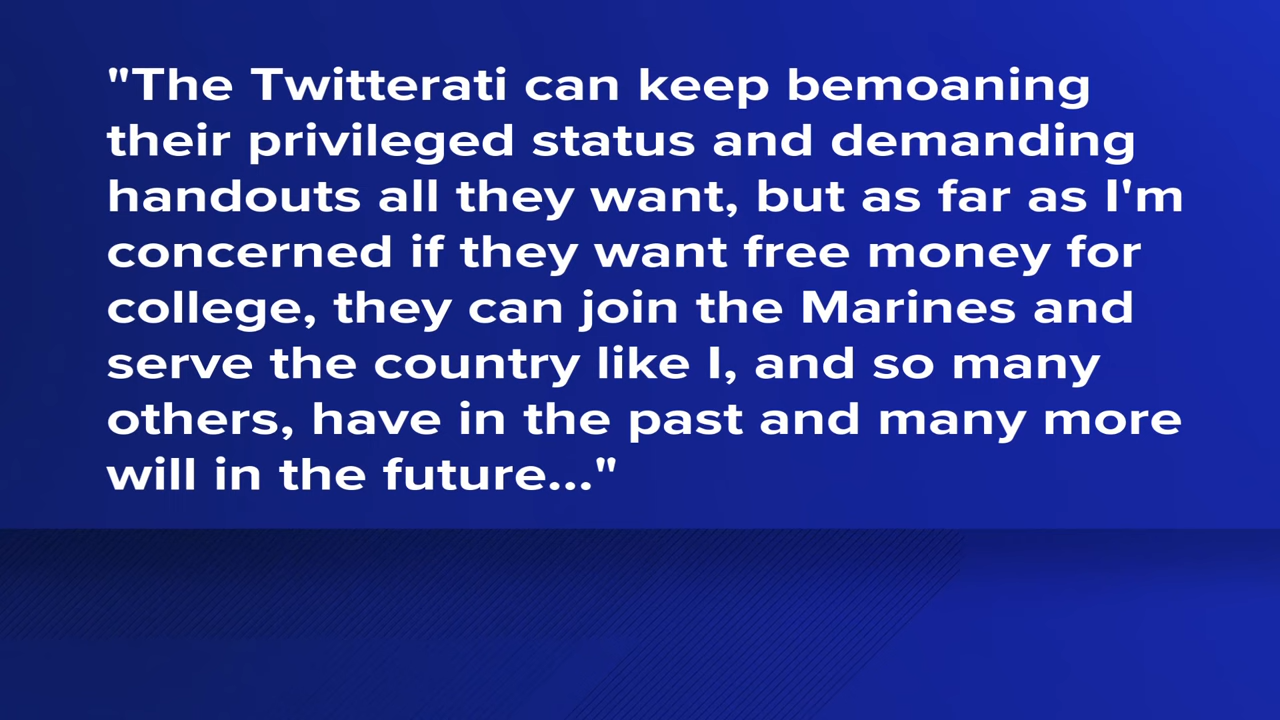 "The Twitterati can keep bemoaning
their privileged status and demanding
handouts all they want, but as far as I'm
concerned if they want free money for
college, they can join the Marines and
serve the country like I, and so many
others, have in the past and many more
will in the future..."